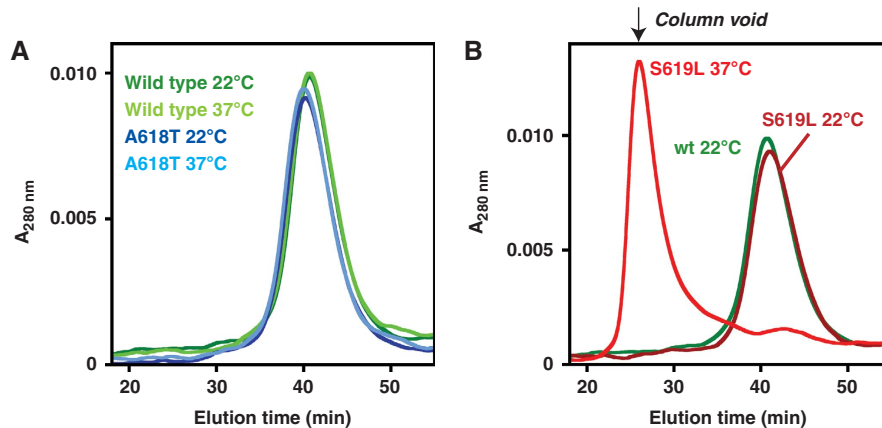 A
Wild type 22°C
Wild type 37°C
A618T 22°C
A618T 37°C
0.010
0.005
0
A280 nm
20 30 40 50
Elution time (min)
B
Column void
S619L 37°C
S619L 22°C
wt 22°C
0.010
0.005
0
A280 nm
20 30 40 50
Elution time (min)